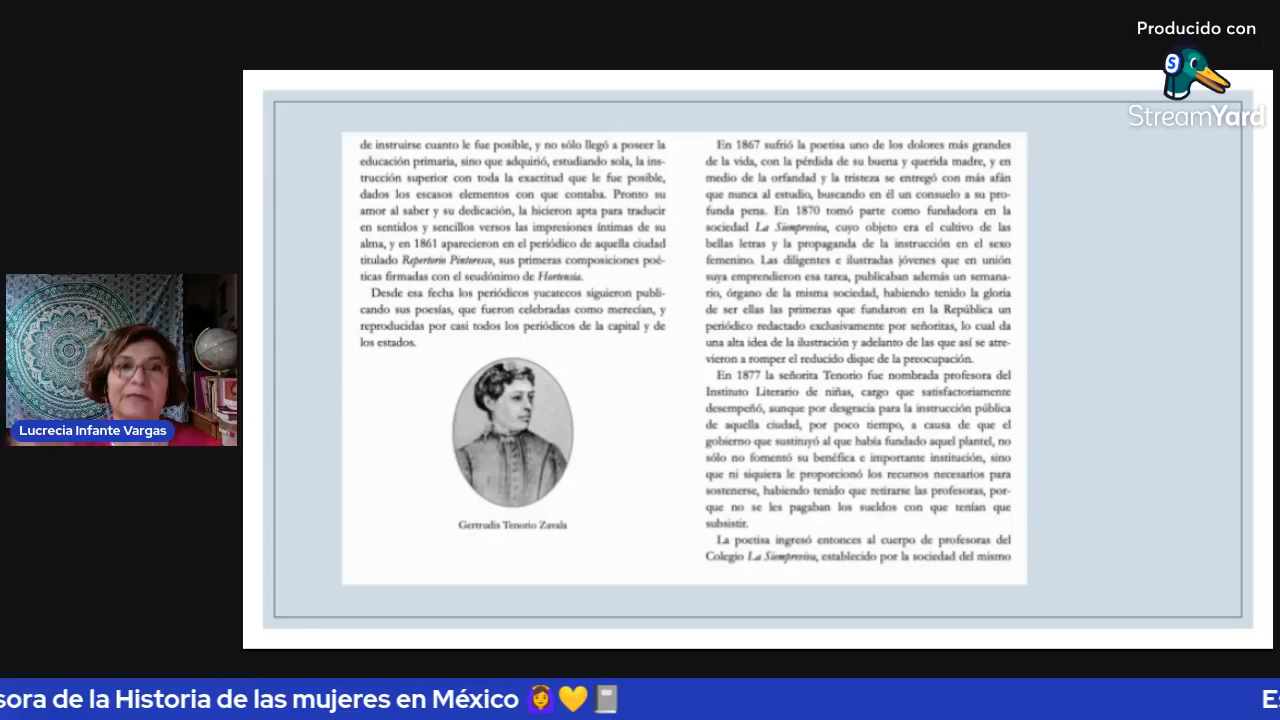 Producido con
StreamYard
de instruirse cuanto le fue posible, y no sólo llegó a poseer la
educación primaria, sino que adquirió, estudiando sola, la ins-
trucción superior con toda la exactitud que le fue posible,
dados los escasos elementos con que contaba. Pronto su
amor al saber y su dedicación, la hicieron apta para traducir
en sentidos y sencillos versos las impresiones íntimas de su
alma, y en 1861 aparecieron en el periódico de aquella ciudad
titulado Repertorio Pintoresco, sus primeras composiciones poé-
ticas firmadas con el seudónimo de Hortensia.
Desde esa fecha los periódicos yucatecos siguieron publi-
cando sus poesías, que fueron celebradas como merecían, y
reproducidas por casi todos los periódicos de la capital y de
los estados.
Gertrudis Tenorio Zavala
En 1867 sufrió la poetisa uno de los dolores más grandes
de la vida, con la pérdida de su buena y querida madre, y en
medio de la orfandad y la tristeza se entregó con más afán
que nunca al estudio, buscando en él un consuelo a su pro-
funda pena. En 1870 tomó parte como fundadora en la
sociedad La Siempreviva, cuyo objeto era el cultivo de las
bellas letras y la propaganda de la instrucción en el sexo
femenino. Las diligentes e ilustradas jóvenes que en unión
suya emprendieron esa tarea, publicaban además un semana-
rio, órgano de la misma sociedad, habiendo tenido la gloria
de ser ellas las primeras que fundaron en la República un
periódico redactado exclusivamente por señoritas, lo cual da
una alta idea de la ilustración y adelanto de las que así se atre-
vieron a romper el reducido dique de la preocupación.
En 1877 la señorita Tenorio fue nombrada profesora del
Instituto Literario de niñas, cargo que satisfactoriamente
desempeñó, aunque por desgracia para la instrucción pública
de aquella ciudad, por poco tiempo, a causa de que el
gobierno que sustituyó al que había fundado aquel plantel, no
sólo no fomentó su benéfica e importante institución, sino
que ni siquiera le proporcionó los recursos necesarios para
sostenerse, habiendo tenido que retirarse las profesoras, por-
que no se les pagaban los sueldos con que tenían que
subsistir.
La poetisa ingresó entonces al cuerpo de profesoras del
Colegio La Siempreviva, establecido por la sociedad del mismo
Lucrecia Infante Vargas
sora de la Historia de las mujeres en México 🙆‍♀️💛📓